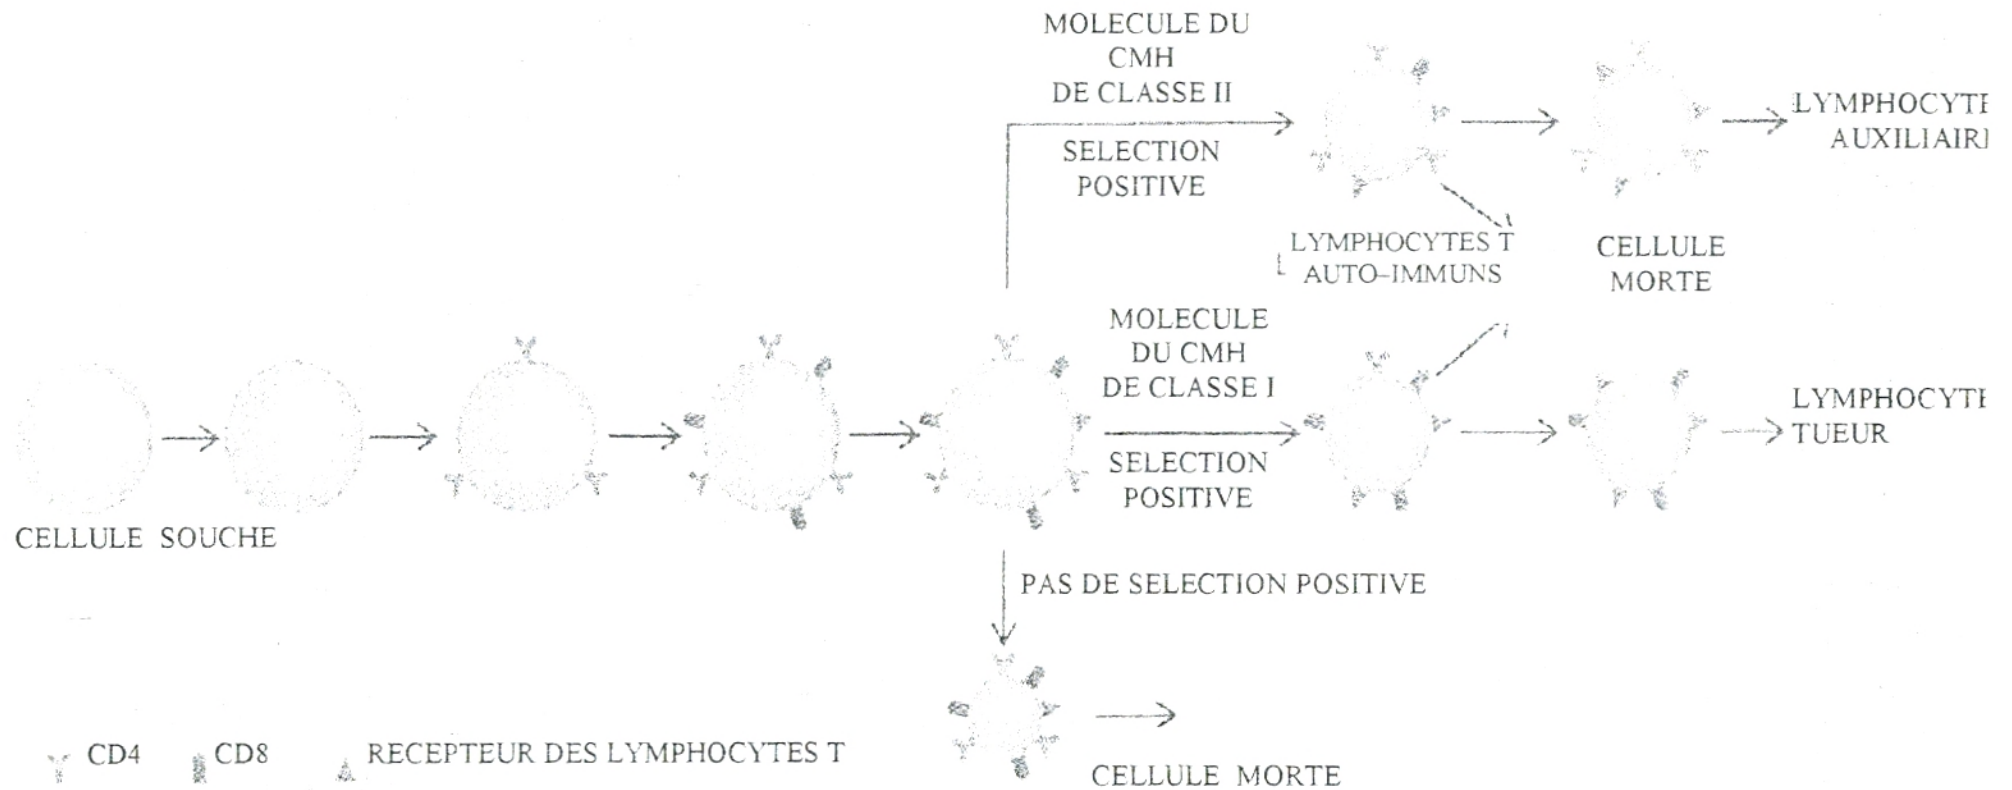 MOLECULE DU
CMH
DE CLASSE II
SELECTION
POSITIVE
LYMPHOCYTE
AUXILIAIRE
LYMPHOCYTES T
AUTO-IMMUNS
CELLULE
MORTE
MOLECULE
DU CMH
DE CLASSE I
SELECTION
POSITIVE
LYMPHOCYTE
TUEUR
CELLULE SOUCHE
PAS DE SELECTION POSITIVE
CD4 CD8 RECEPTEUR DES LYMPHOCYTES T
CELLULE MORTE